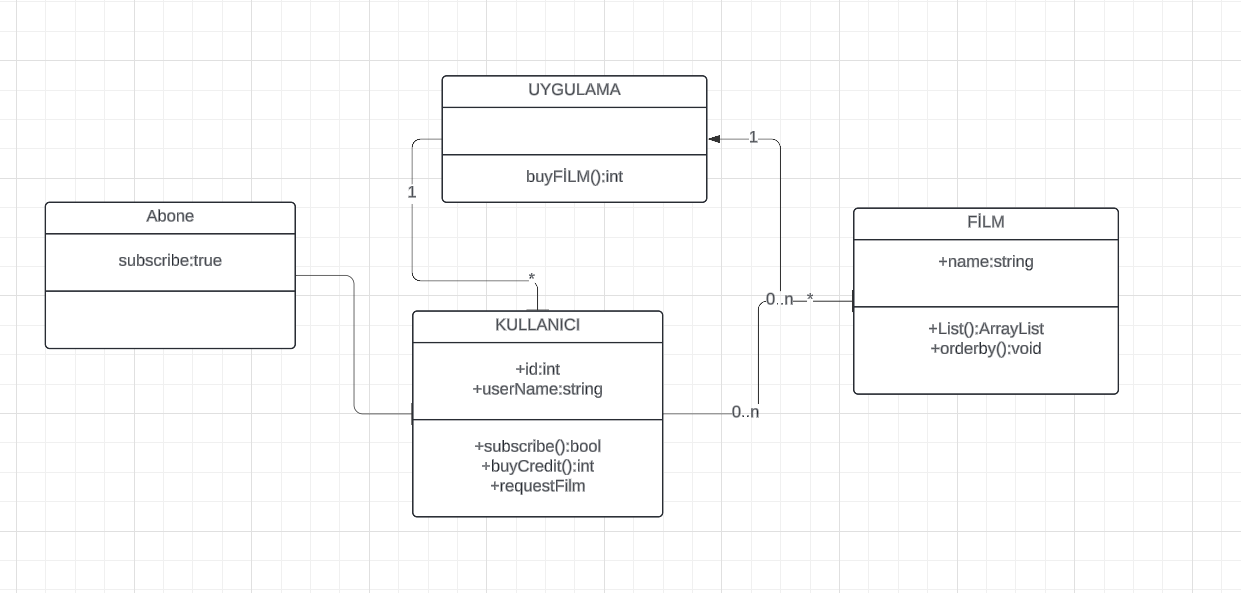 UYGULAMA
buyFİLM():int
1
1
Abone
subscribe:true
FİLM
+name:string
+List():ArrayList
+orderby():void
*
0..n
*
KULLANICI
+id:int
+userName:string
+subscribe():bool
+buyCredit():int
+requestFilm
0..n